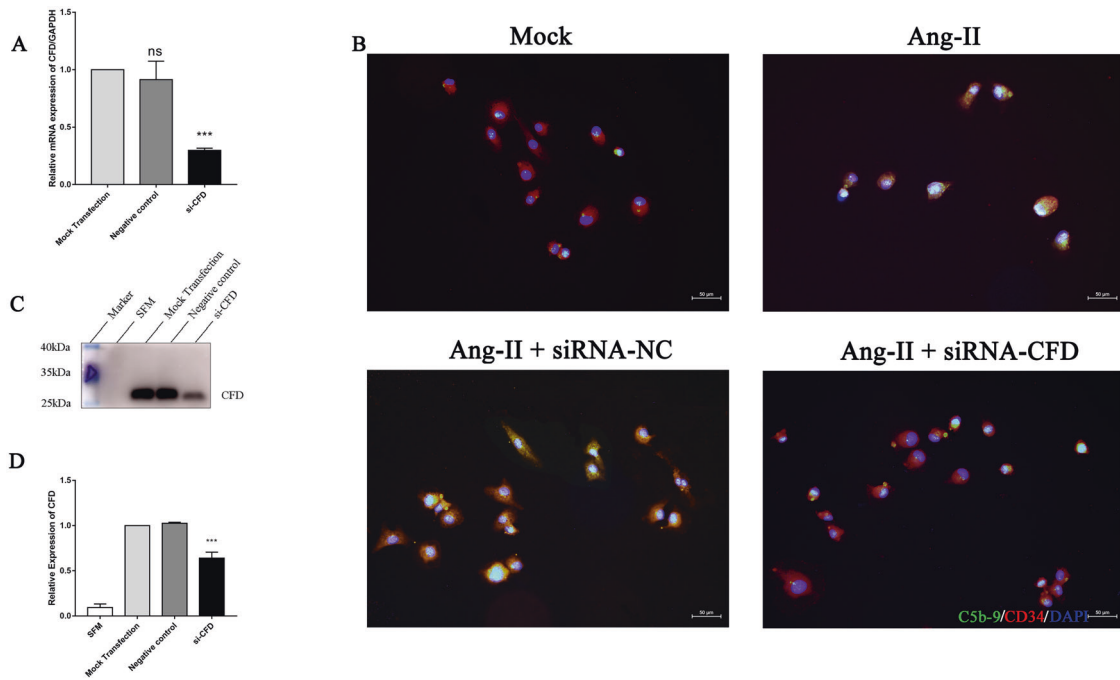 A
Relative mRNA expression of CFD/GAPDH
1.5
1.0
0.5
0.0
ns
***
Mock Transfection
Negative control
si-CFD
B
Mock
Ang-II
50 μm
50 μm
Ang-II + siRNA-NC
Ang-II + siRNA-CFD
50 μm
C5b-9/CD34/DAPI
50 μm
C
Marker
SFM
Mock Transfection
Negative control
si-CFD
40kDa
35kDa
25kDa
CFD
D
Relative Expression of CFD
1.5
1.0
0.5
0.0
***
SFM
Mock Transfection
Negative control
si-CFD